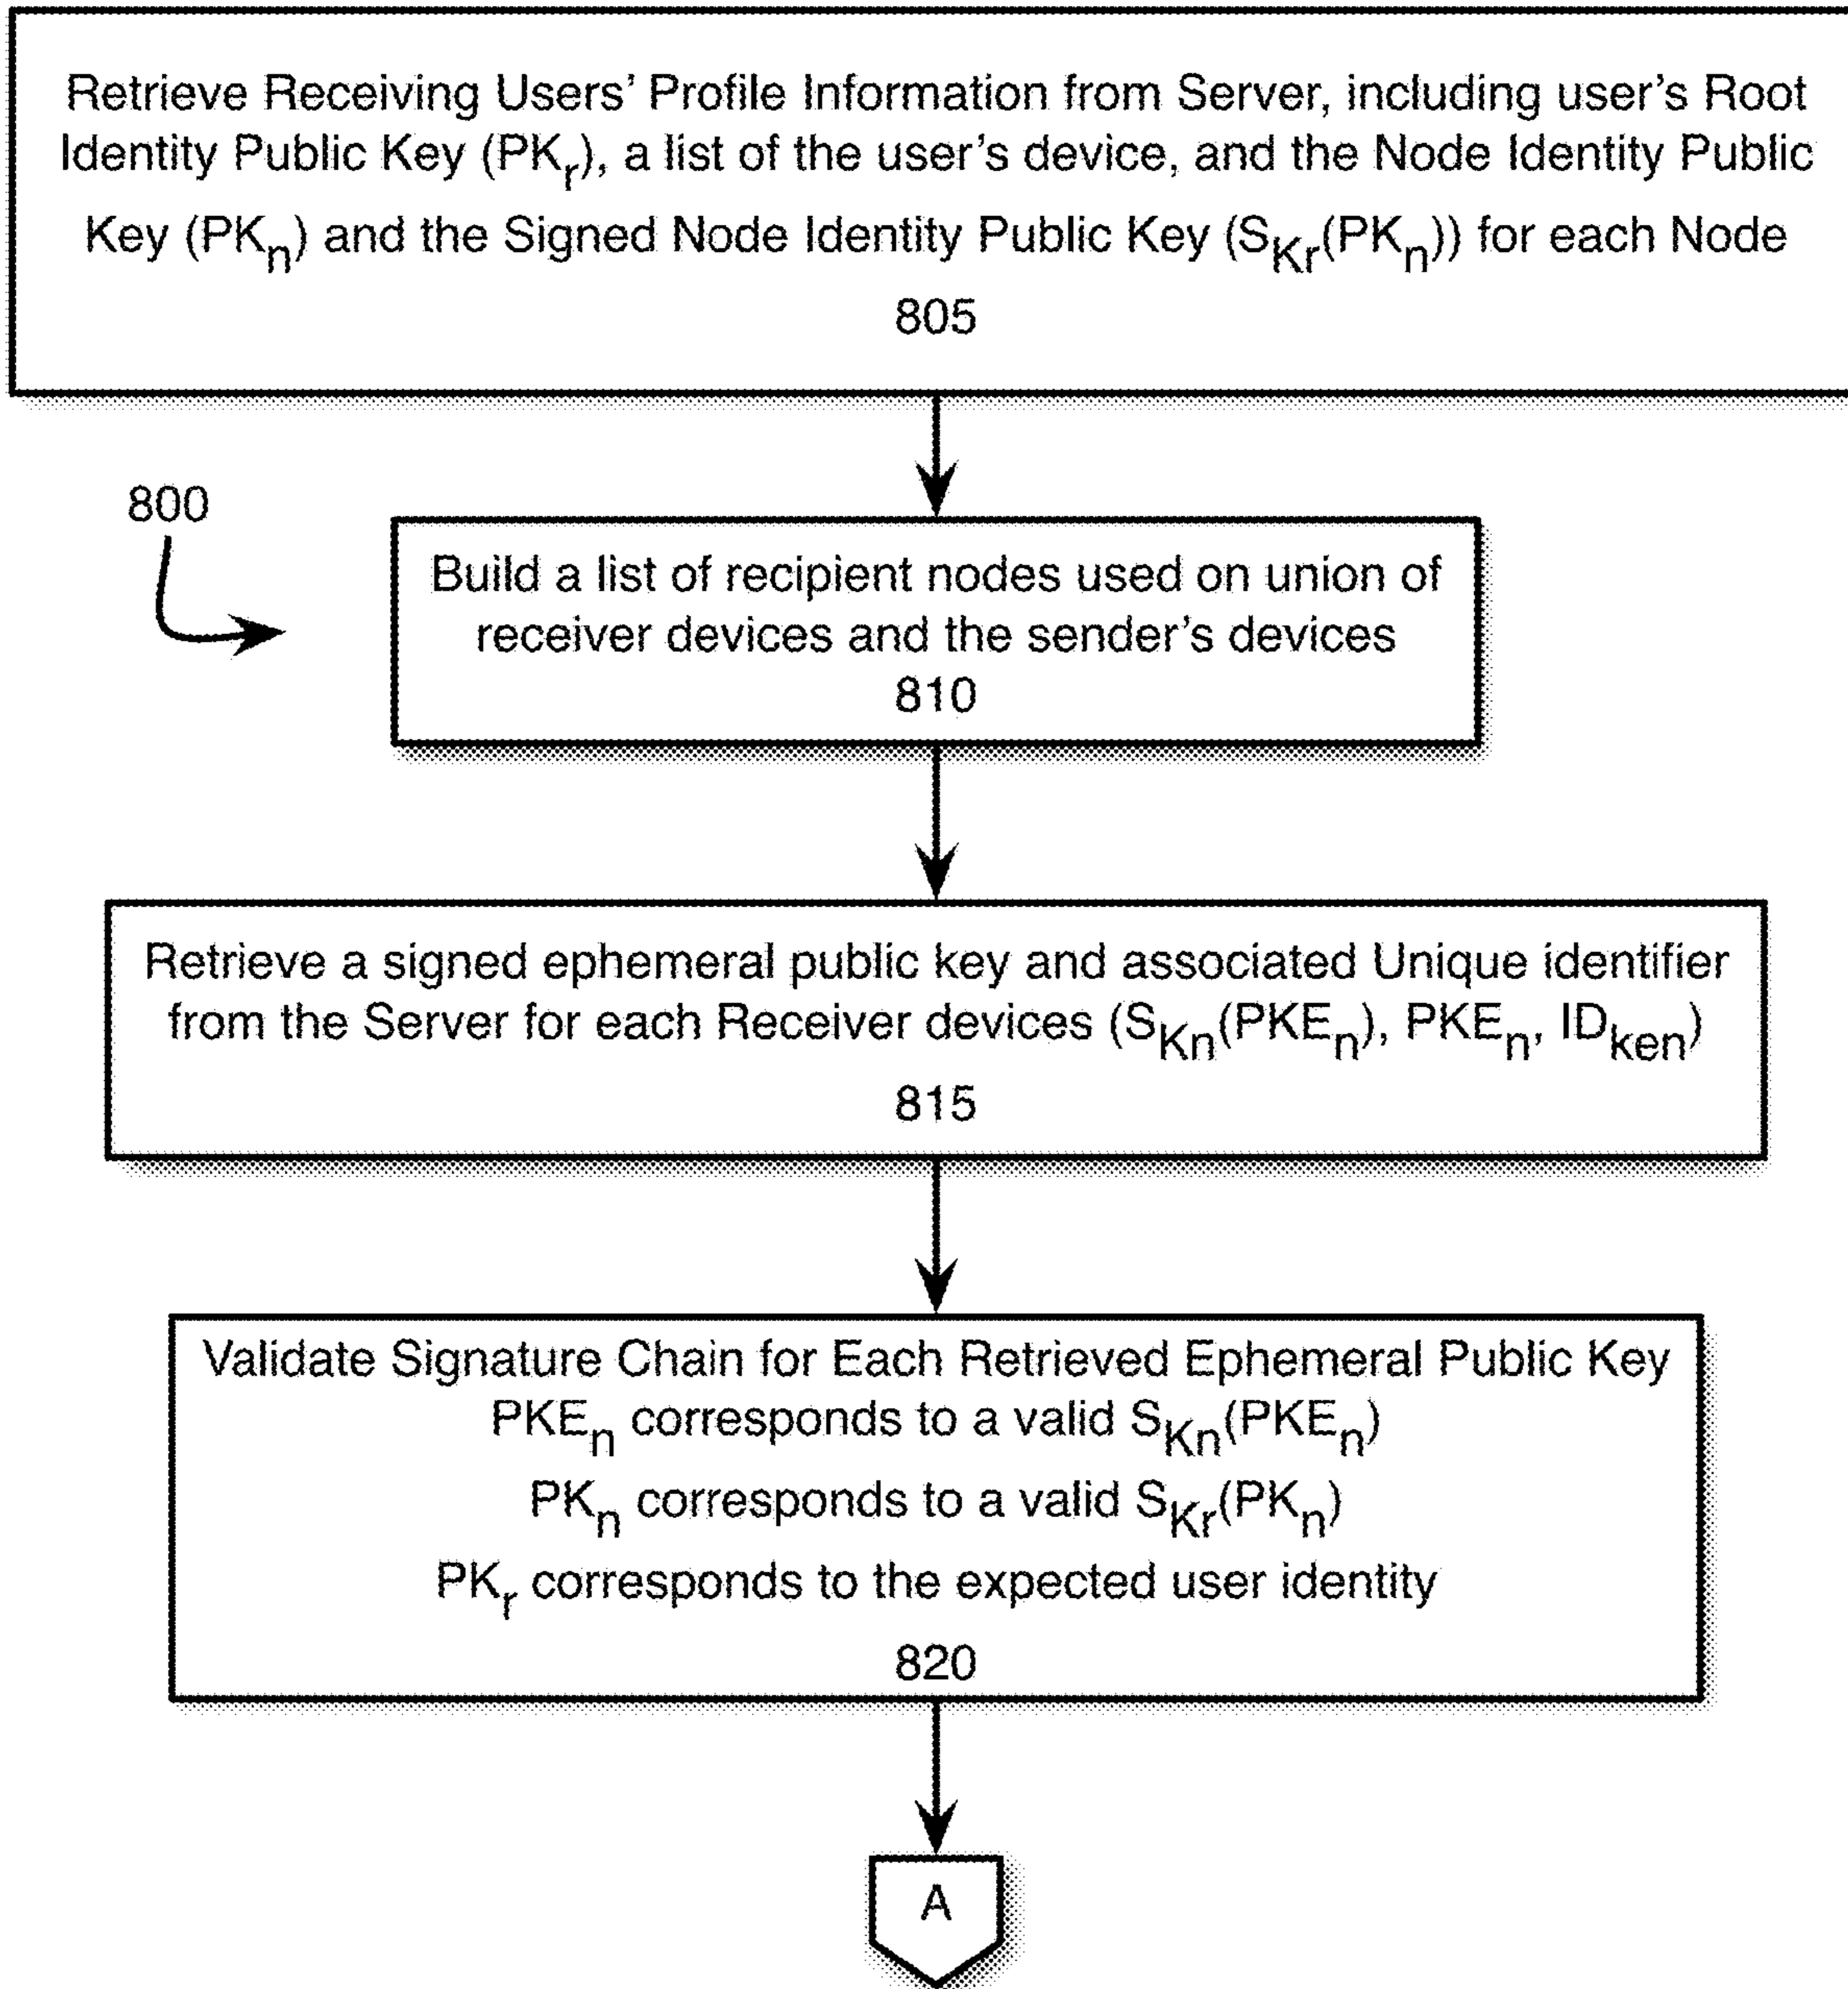 Retrieve Receiving Users' Profile Information from Server, including user's Root
Identity Public Key (PKr), a list of the user's device, and the Node Identity Public
Key (PKn) and the Signed Node Identity Public Key (SKr(PKn)) for each Node
805
800
Build a list of recipient nodes used on union of
receiver devices and the sender's devices
810
Retrieve a signed ephemeral public key and associated Unique identifier
from the Server for each Receiver devices (SKn(PKEn), PKEn, IDken)
815
Validate Signature Chain for Each Retrieved Ephemeral Public Key
PKEn corresponds to a valid SKn(PKEn)
PKn corresponds to a valid SKr(PKn)
PKr corresponds to the expected user identity
820
A